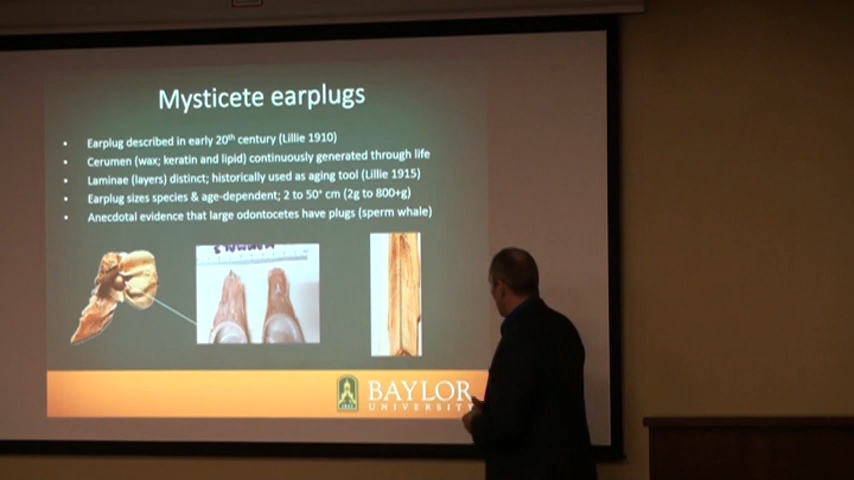 Mysticete earplugs
• Earplug described in early 20th century (Lillie 1910)
• Cerumen (wax; keratin and lipid) continuously generated through life
• Laminae (layers) distinct; historically used as aging tool (Lillie 1915)
• Earplug sizes species & age-dependent; 2 to 50+ cm (2g to 800+g)
• Anecdotal evidence that large odontocetes have plugs (sperm whale)
BAYLOR
UNIVERSITY